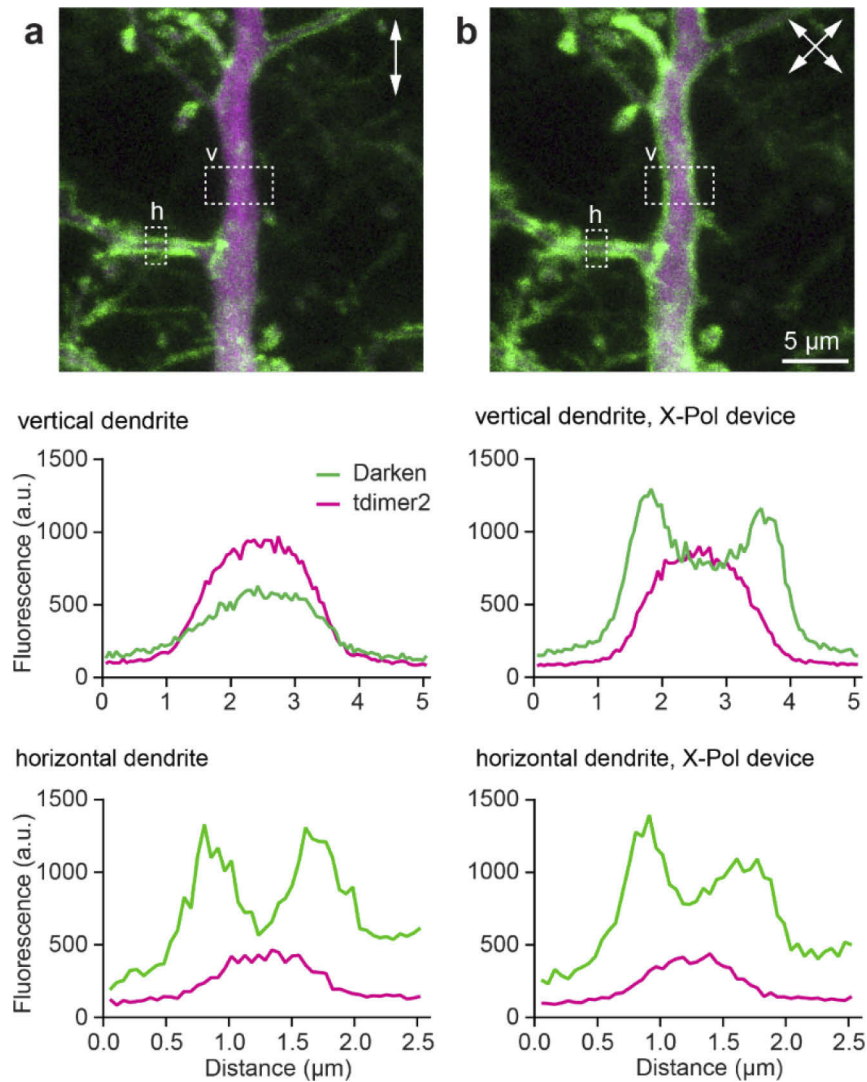 a
b
v
h
v
h
5 µm
vertical dendrite
vertical dendrite, X-Pol device
Fluorescence (a.u.)
1500
1000
500
0
Darken
tdimer2
0 1 2 3 4 5
1500
1000
500
0
0 1 2 3 4 5
horizontal dendrite
horizontal dendrite, X-Pol device
Fluorescence (a.u.)
1500
1000
500
0
0.0 0.5 1.0 1.5 2.0 2.5
Distance (µm)
1500
1000
500
0
0.0 0.5 1.0 1.5 2.0 2.5
Distance (µm)